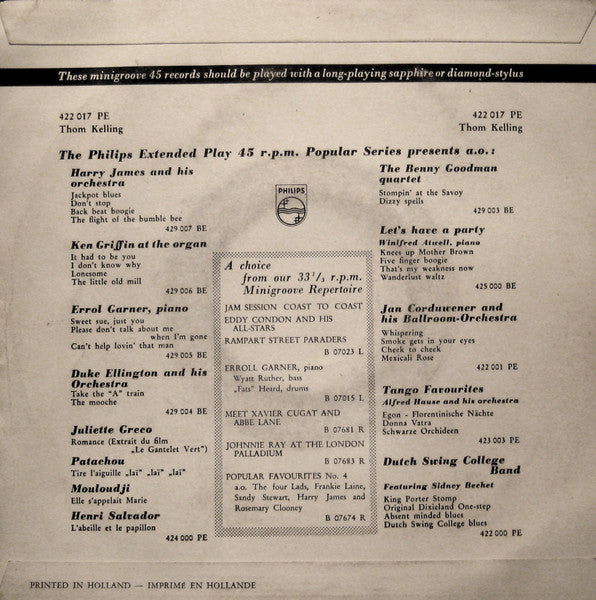 These minigroove 45 records should be played with a long-playing sapphire or diamond-stylus
422 017 PE
Thom Kelling
422 017 PE
Thom Kelling
The Philips Extended Play 45 r.p.m. Popular Series presents a.o.:
Harry James and his
orchestra
Jackpot blues
Don't stop
Back beat boogie
The flight of the bumble bee
429 007 BE
Ken Griffin at the organ
It had to be you
I don't know why
Lonesome
The little old mill
429 006 BE
Errol Garner, piano
Sweet sue, just you
Please don't talk about me
when I'm gone
Can't help lovin' that man
429 005 BE
Duke Ellington and his
Orchestra
Take the "A" train
The mooche
429 004 BE
Juliette Greco
Romance (Extrait du film
„Le Gantelet Vert")
Patachou
Tire l'aiguille „laï" „laï" „laï"
Mouloudji
Elle s'appelait Marie
Henri Salvador
L'abeille et le papillon
424 000 PE
PHILIPS
A choice
from our 33 1/3 r.p.m.
Minigroove Repertoire
JAM SESSION COAST TO COAST
EDDY CONDON AND HIS
ALL-STARS
RAMPART STREET PARADERS
B 07023 L
ERROLL GARNER, piano
Wyatt Ruther, bass
„Fats" Heard, drums
B 07015 L
MEET XAVIER CUGAT AND
ABBE LANE
B 07681 R
JOHNNIE RAY AT THE LONDON
PALLADIUM
B 07683 R
POPULAR FAVOURITES No. 4
a.o. The four Lads, Frankie Laine,
Sandy Stewart, Harry James and
Rosemary Clooney
B 07674 R
The Benny Goodman
quartet
Stompin' at the Savoy
Dizzy spells
429 003 BE
Let's have a party
Winifred Atwell, piano
Knees up Mother Brown
Five finger boogie
That's my weakness now
Wanderlust waltz
425 000 BE
Jan Corduwener and
his Ballroom-Orchestra
Whispering
Smoke gets in your eyes
Cheek to cheek
Mexicali Rose
422 001 PE
Tango Favourites
Alfred Hause and his orchestra
Egon - Florentinische Nächte
Donna Vatra
Schwarze Orchideen
423 003 PE
Dutch Swing College
Band
Featuring Sidney Bechet
King Porter Stomp
Original Dixieland One-step
Absent minded blues
Dutch Swing College blues
422 000 PE
PRINTED IN HOLLAND — IMPRIMÉ EN HOLLANDE